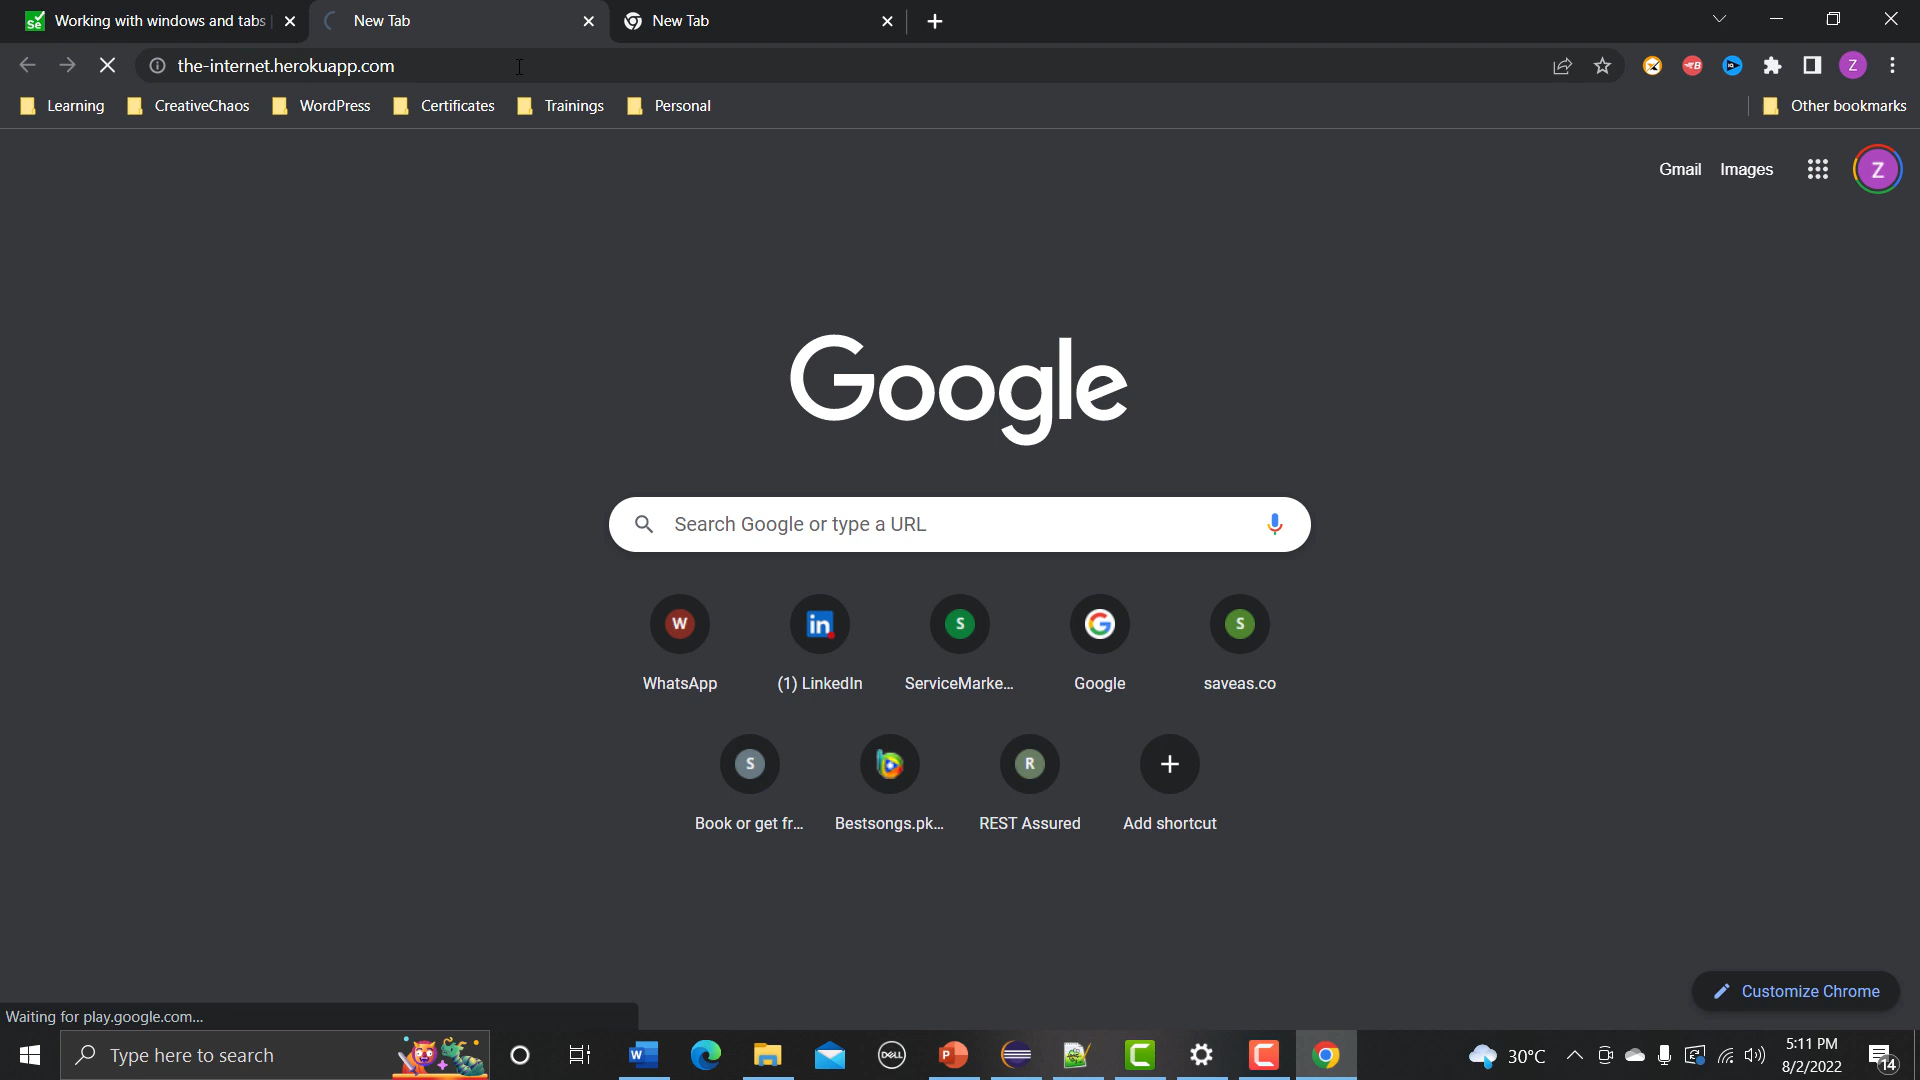 Working with windows and tabs
New Tab
New Tab
the-internet.herokuapp.com
Learning
CreativeChaos
WordPress
Certificates
Trainings
Personal
Other bookmarks
Gmail
Images
Z
Z
Google
Search Google or type a URL
WhatsApp
(1) LinkedIn
ServiceMarke...
Google
saveas.co
Book or get fr...
Bestsongs.pk...
REST Assured
Add shortcut
Customize Chrome
Waiting for play.google.com...
Type here to search
30°C
5:11 PM
8/2/2022
14